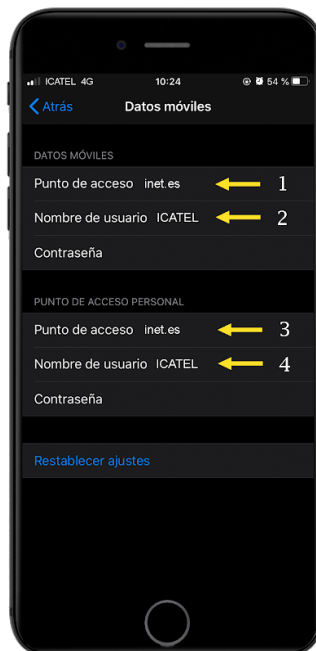 ICATEL 4G 10:24 54 %
Atrás Datos móviles
DATOS MÓVILES
Punto de acceso inet.es 1
Nombre de usuario ICATEL 2
Contraseña
PUNTO DE ACCESO PERSONAL
Punto de acceso inet.es 3
Nombre de usuario ICATEL 4
Contraseña
Restablecer ajustes